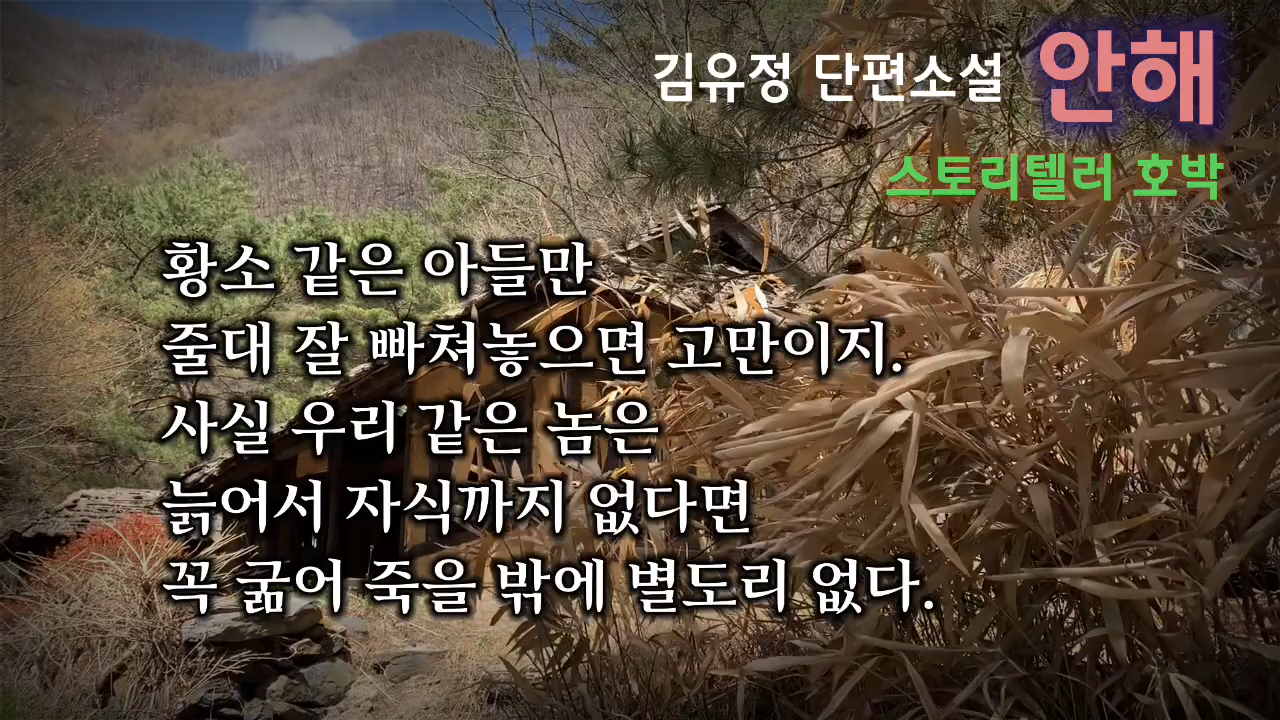 김유정 단편소설 안해
스토리텔러 호박
황소 같은 아들만
줄대 잘 빠쳐놓으면 고만이지.
사실 우리 같은 놈은
늙어서 자식까지 없다면
꼭 굶어 죽을 밖에 별도리 없다.